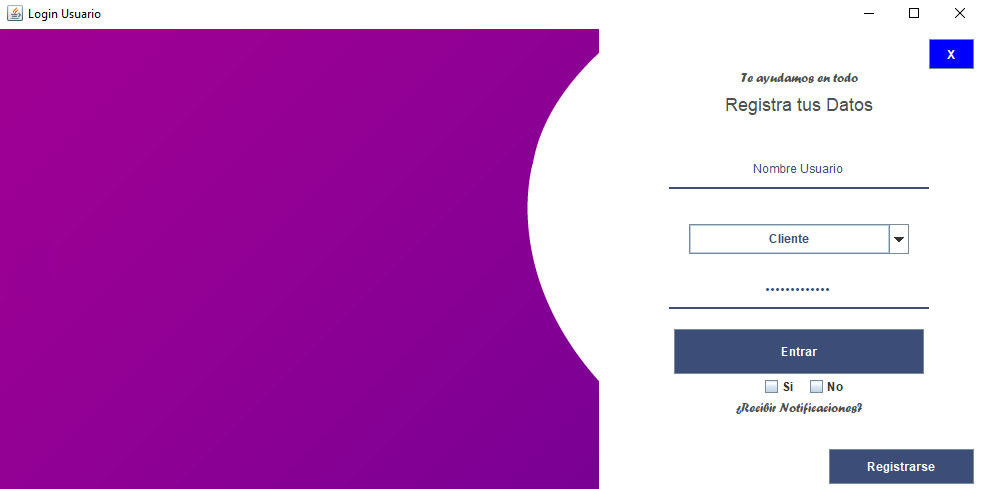 Login Usuario
X
Te ayudamos en todo
Registra tus Datos
Nombre Usuario
Cliente
•••••••••••••
Entrar
Si No
¿Recibir Notificaciones?
Registrarse